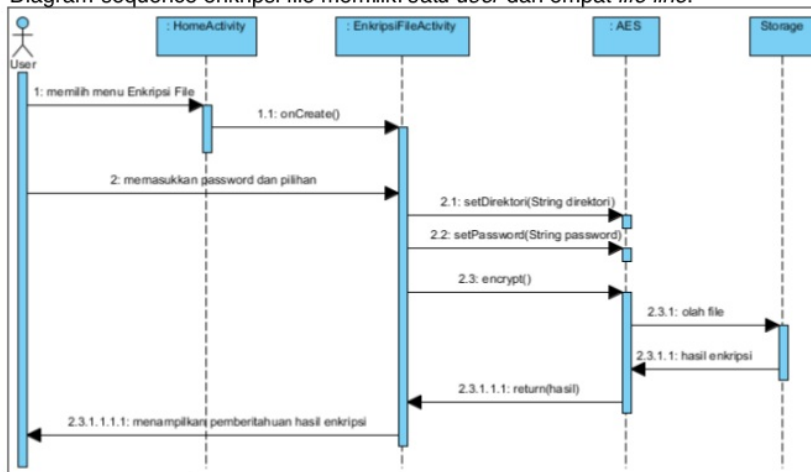 Diagram sequence enkripsi file memiliki satu user dan empat life line.
: HomeActivity
: EnkripsiFileActivity
: AES
Storage
User
1: memilih menu Enkripsi File
1.1: onCreate()
2: memasukkan password dan pilihan
2.1: setDirektori(String direktori)
2.2: setPassword(String password)
2.3: encrypt()
2.3.1: olah file
2.3.1.1: hasil enkripsi
2.3.1.1.1: return(hasil)
2.3.1.1.1.1: menampilkan pemberitahuan hasil enkripsi